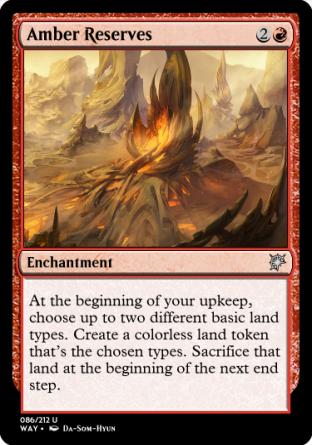 Amber Reserves 2
Enchantment
At the beginning of your upkeep,
choose up to two different basic land
types. Create a colorless land token
that's the chosen types. Sacrifice that
land at the beginning of the next end
step.
086/212 U
WAY • Da-Som-Hyun